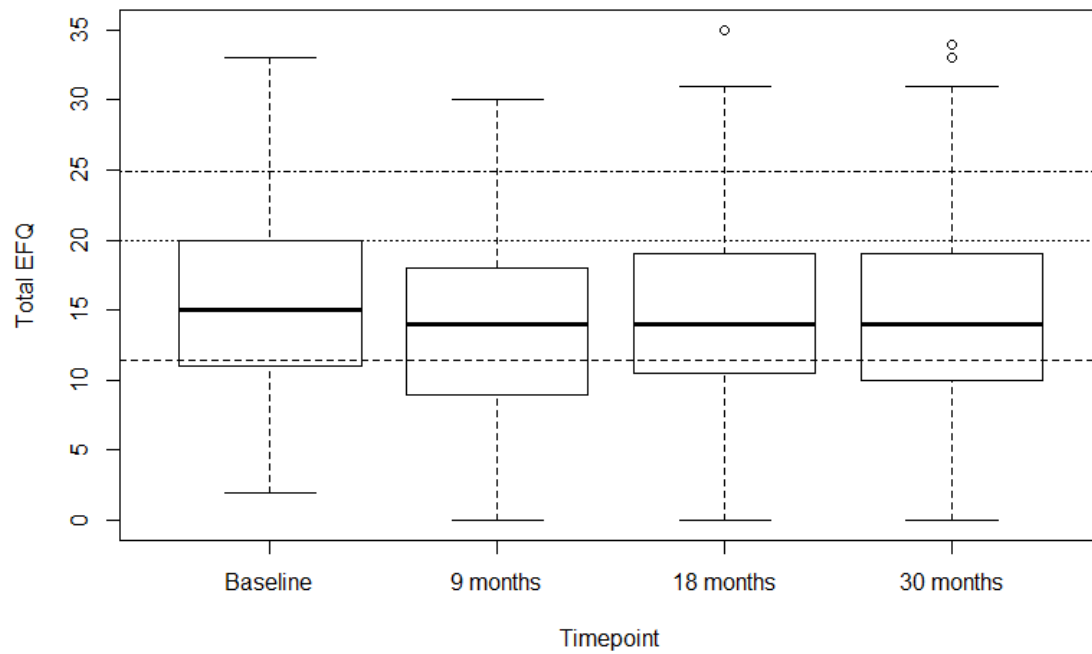 Total EFQ
35
30
25
20
15
10
5
0
Baseline
9 months
18 months
30 months
Timepoint